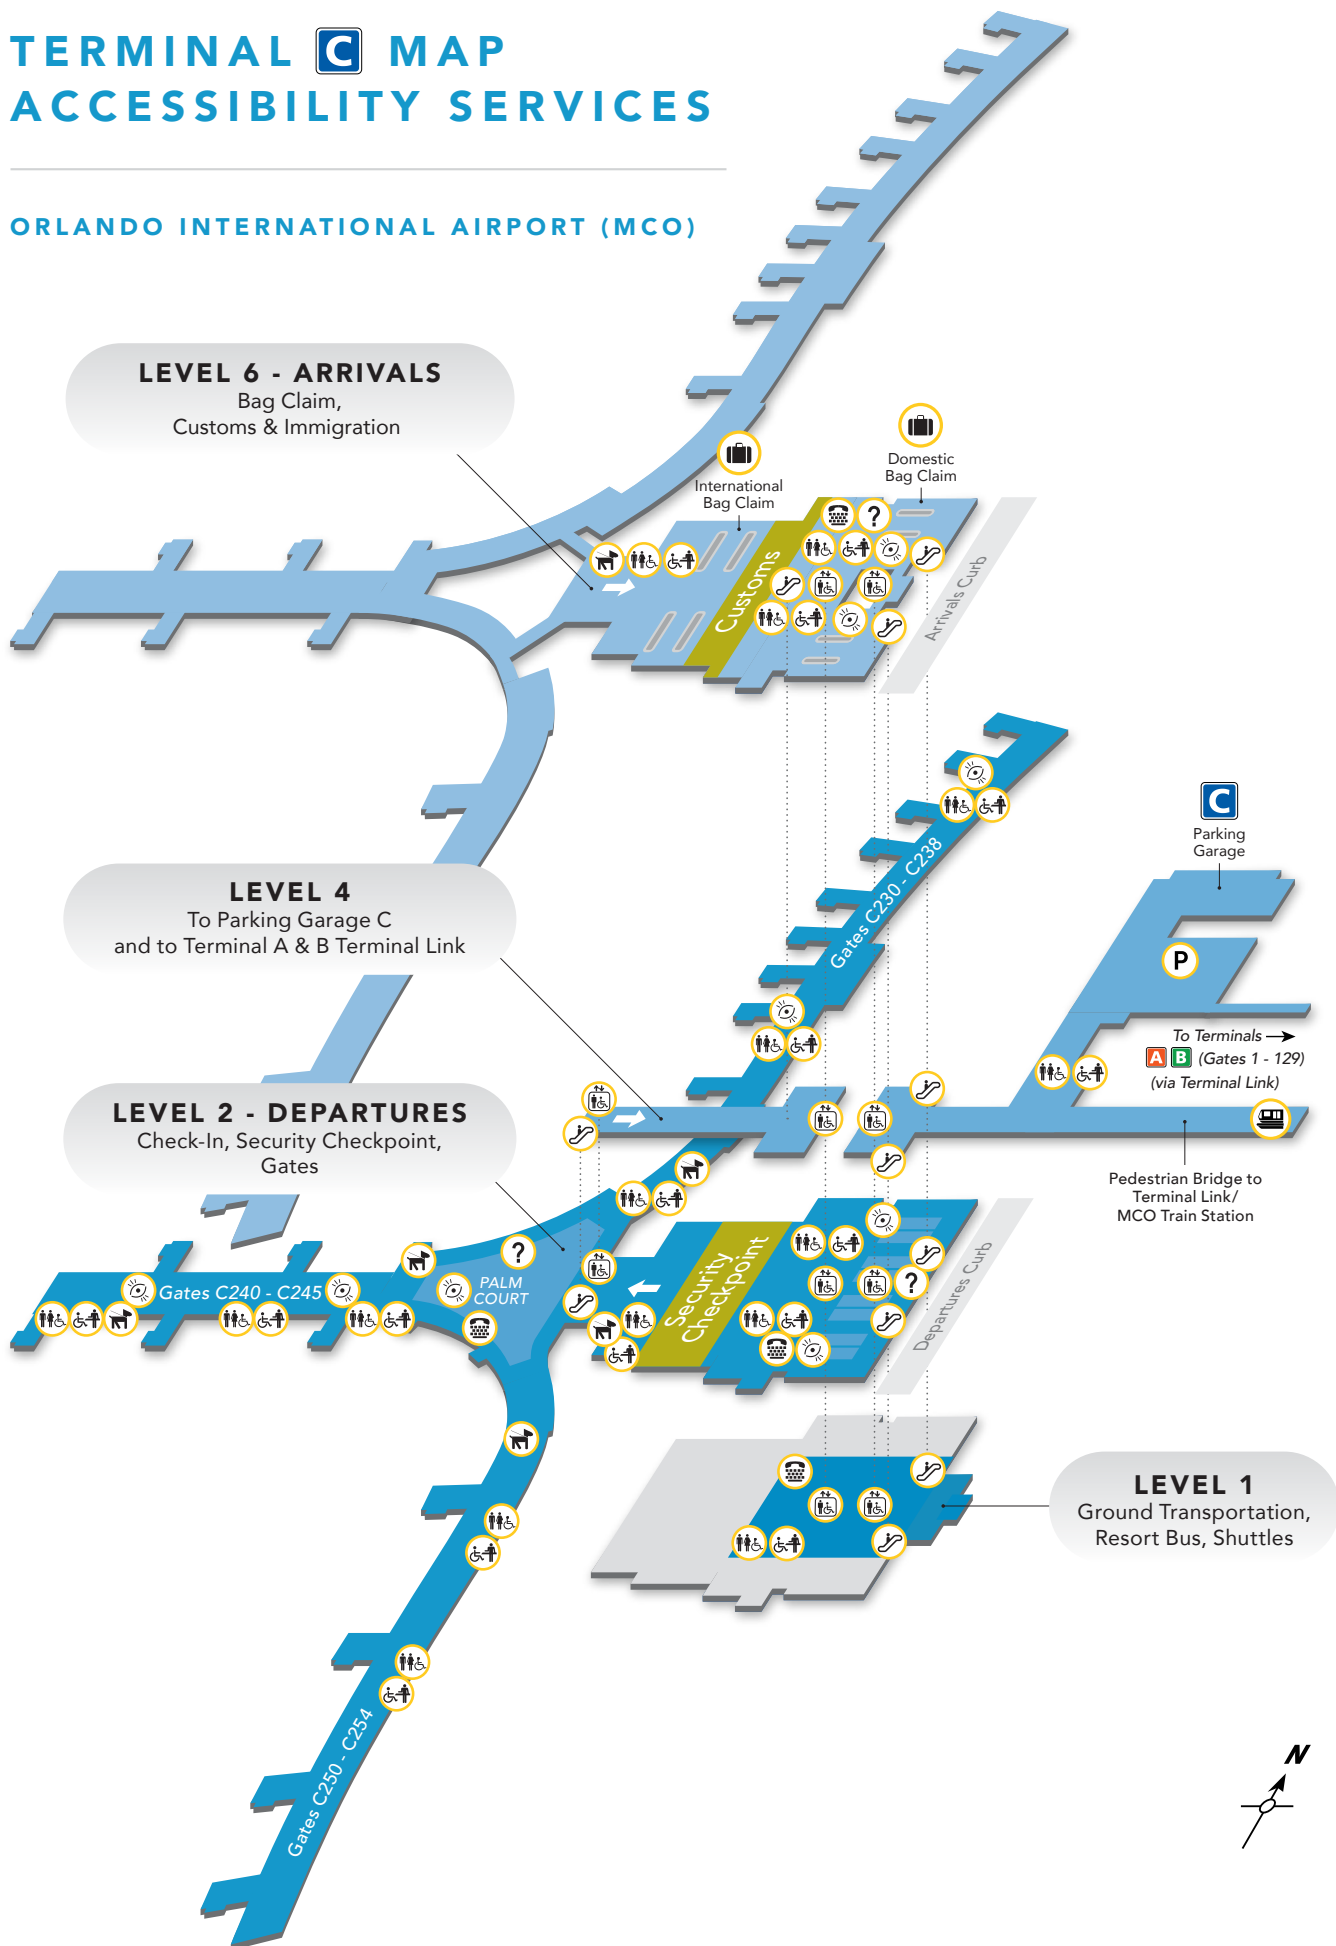 TERMINAL C MAP
ACCESSIBILITY SERVICES
ORLANDO INTERNATIONAL AIRPORT (MCO)
LEVEL 6 - ARRIVALS
Bag Claim,
Customs & Immigration
International
Bag Claim
Domestic
Bag Claim
?
Customs
Arrivals Curb
C
Parking
Garage
P
Gates C230 - C238
LEVEL 4
To Parking Garage C
and to Terminal A & B Terminal Link
To Terminals
A B (Gates 1 - 129)
(via Terminal Link)
Pedestrian Bridge to
Terminal Link/
MCO Train Station
LEVEL 2 - DEPARTURES
Check-In, Security Checkpoint,
Gates
?
PALM
COURT
Gates C240 - C245
Security
Checkpoint
?
Departures Curb
LEVEL 1
Ground Transportation,
Resort Bus, Shuttles
Gates C250 - C254
N